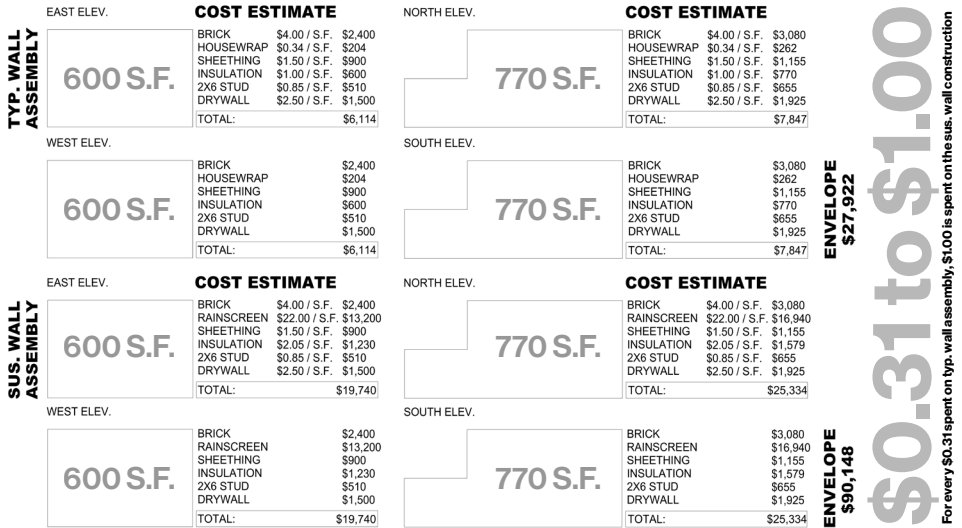 TYP. WALL
ASSEMBLY
EAST ELEV.
600 S.F.
COST ESTIMATE
BRICK $4.00 / S.F. $2,400
HOUSEWRAP $0.34 / S.F. $204
SHEETHING $1.50 / S.F. $900
INSULATION $1.00 / S.F. $600
2X6 STUD $0.85 / S.F. $510
DRYWALL $2.50 / S.F. $1,500
TOTAL: $6,114
NORTH ELEV.
770 S.F.
COST ESTIMATE
BRICK $4.00 / S.F. $3,080
HOUSEWRAP $0.34 / S.F. $262
SHEETHING $1.50 / S.F. $1,155
INSULATION $1.00 / S.F. $770
2X6 STUD $0.85 / S.F. $655
DRYWALL $2.50 / S.F. $1,925
TOTAL: $7,847
WEST ELEV.
600 S.F.
BRICK $2,400
HOUSEWRAP $204
SHEETHING $900
INSULATION $600
2X6 STUD $510
DRYWALL $1,500
TOTAL: $6,114
SOUTH ELEV.
770 S.F.
BRICK $3,080
HOUSEWRAP $262
SHEETHING $1,155
INSULATION $770
2X6 STUD $655
DRYWALL $1,925
TOTAL: $7,847
ENVELOPE
$27,922
SUS. WALL
ASSEMBLY
EAST ELEV.
600 S.F.
COST ESTIMATE
BRICK $4.00 / S.F. $2,400
RAINSCREEN $22.00 / S.F. $13,200
SHEETHING $1.50 / S.F. $900
INSULATION $2.05 / S.F. $1,230
2X6 STUD $0.85 / S.F. $510
DRYWALL $2.50 / S.F. $1,500
TOTAL: $19,740
NORTH ELEV.
770 S.F.
COST ESTIMATE
BRICK $4.00 / S.F. $3,080
RAINSCREEN $22.00 / S.F. $16,940
SHEETHING $1.50 / S.F. $1,155
INSULATION $2.05 / S.F. $1,579
2X6 STUD $0.85 / S.F. $655
DRYWALL $2.50 / S.F. $1,925
TOTAL: $25,334
WEST ELEV.
600 S.F.
BRICK $2,400
RAINSCREEN $13,200
SHEETHING $900
INSULATION $1,230
2X6 STUD $510
DRYWALL $1,500
TOTAL: $19,740
SOUTH ELEV.
770 S.F.
BRICK $3,080
RAINSCREEN $16,940
SHEETHING $1,155
INSULATION $1,579
2X6 STUD $655
DRYWALL $1,925
TOTAL: $25,334
ENVELOPE
$90,148
$0.31 to $1.00
For every $0.31 spent on typ. wall assembly, $1.00 is spent on the sus. wall construction